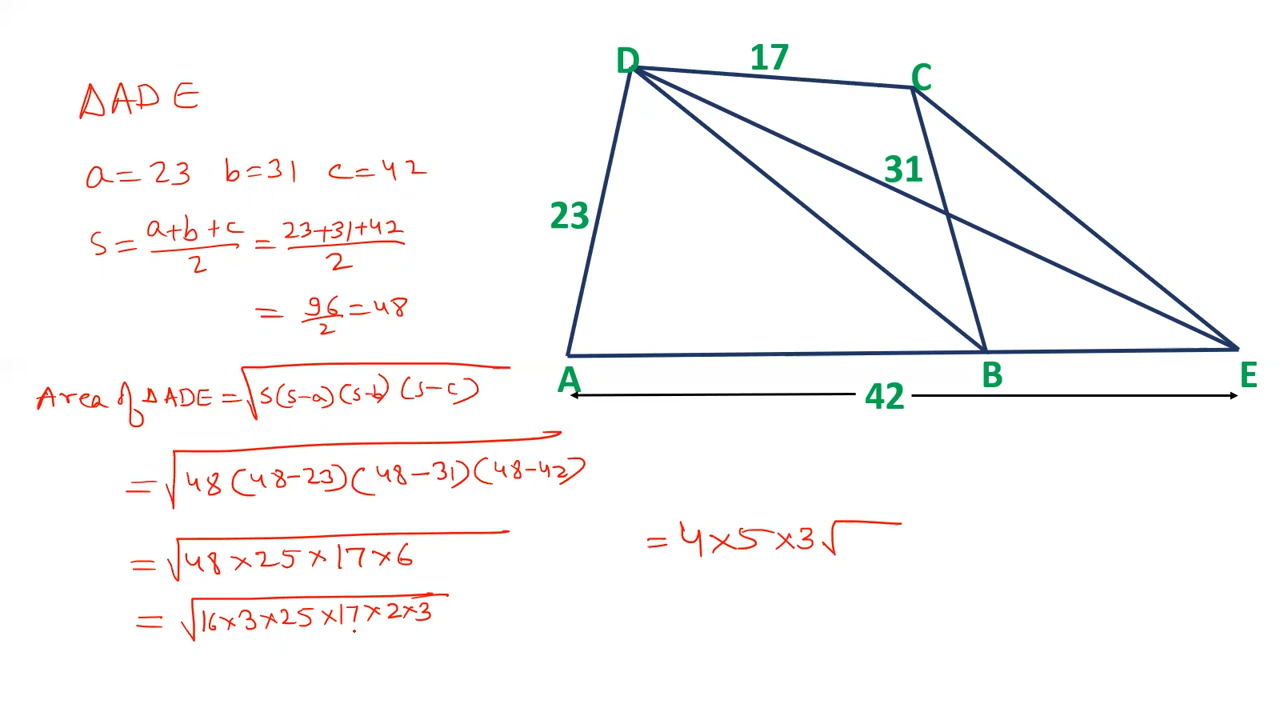 ΔADE
a=23 b=31 c=42
S= a+b+c/2 = 23+31+42/2
= 96/2 =48
Area of ΔADE = √S(S-a)(S-b)(S-c)
= √48(48-23)(48-31)(48-42)
= √48×25×17×6
= √16×3×25×17×2×3
= 4×5×3√
D
17
C
31
23
A
B
E
42